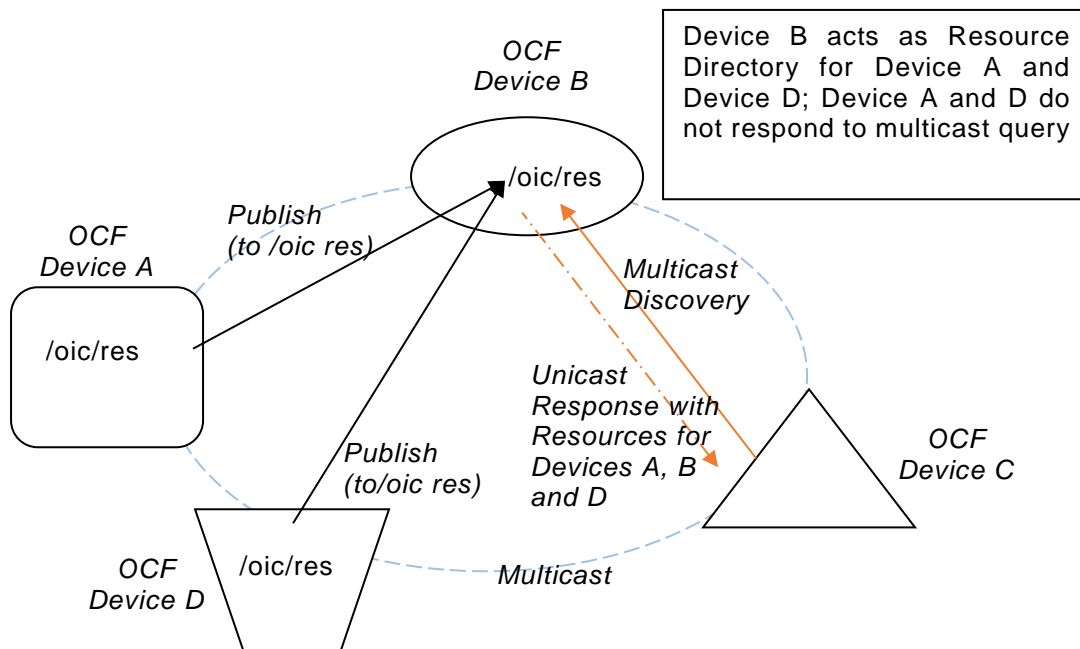 OCF
Device B
Device B acts as Resource
Directory for Device A and
Device D; Device A and D do
not respond to multicast query
/oic/res
Publish
(to /oic res)
OCF
Device A
/oic/res
Multicast
Discovery
Unicast
Response with
Resources for
Devices A, B
and D
OCF
Device C
Publish
(to/oic res)
OCF
Device D
/oic/res
Multicast